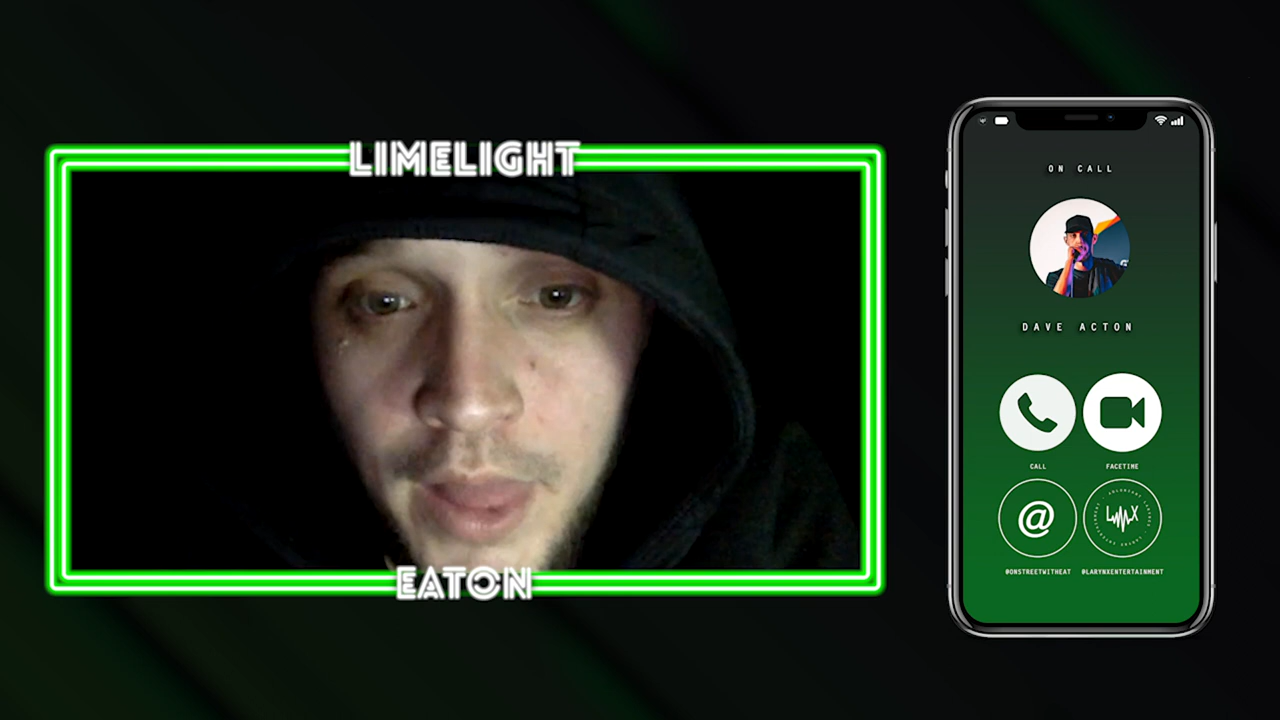 LIMELIGHT
EATON
ON CALL
DAVE ACTON
CALL
FACETIME
@
@ONSTREETWITHEAT
@LARYNXENTERTAINMENT